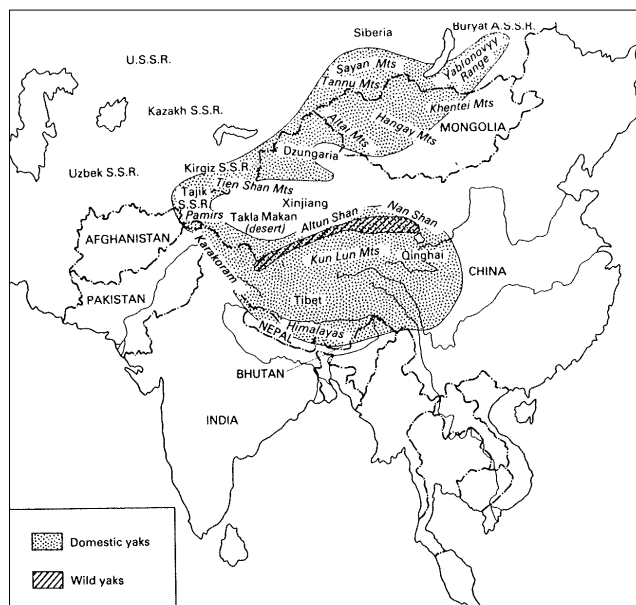 Siberia
Buryat A.S.S.R.
U.S.S.R.
Sayan Mts
Yablonovyy
Range
Tannu Mts
Kazakh S.S.R.
Khentei Mts
Altai Mts
Hangay Mts
MONGOLIA
Dzungaria
Uzbek S.S.R.
Kirgiz S.S.R.
Tien Shan Mts
Tajik
S.S.R.
Xinjiang
Pamirs
Takla Makan
(desert)
Altun Shan
Nan Shan
AFGHANISTAN
Karakoram
Kun Lun Mts
Qinghai
CHINA
PAKISTAN
Tibet
Himalayas
NEPAL
BHUTAN
INDIA
Domestic yaks
Wild yaks